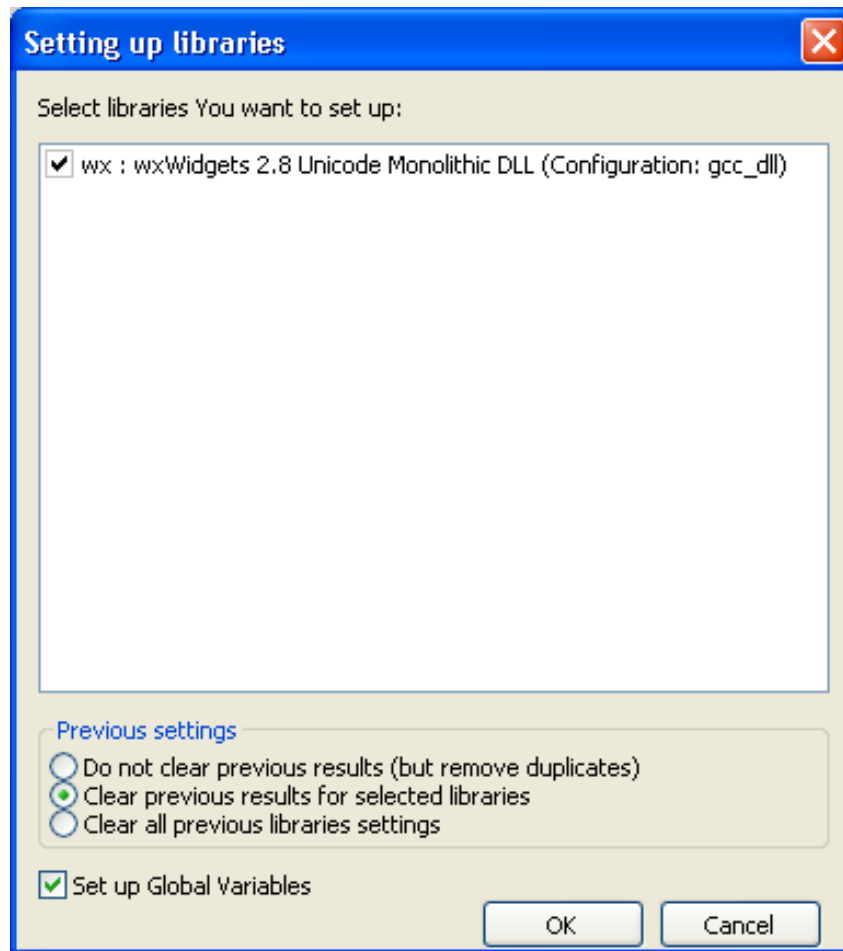 Setting up libraries
Select libraries You want to set up:
wx : wxWidgets 2.8 Unicode Monolithic DLL (Configuration: gcc_dll)
Previous settings
Do not clear previous results (but remove duplicates)
Clear previous results for selected libraries
Clear all previous libraries settings
Set up Global Variables
OK Cancel